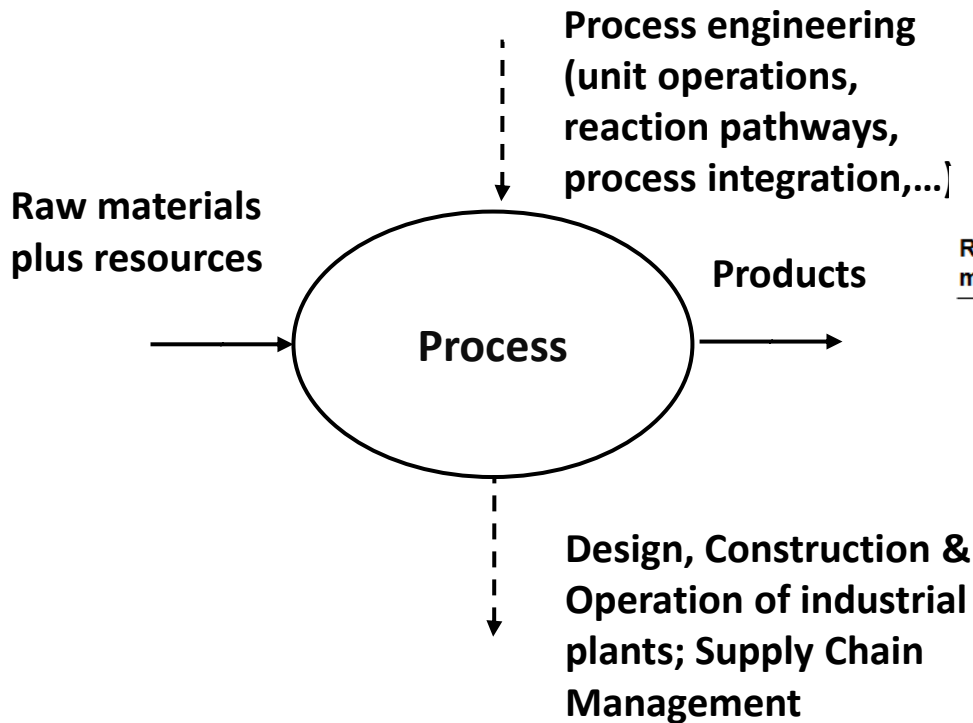 Process engineering
(unit operations,
reaction pathways,
process integration,...)
Raw materials
plus resources
Products
Process
Design, Construction &
Operation of industrial
plants; Supply Chain
Management